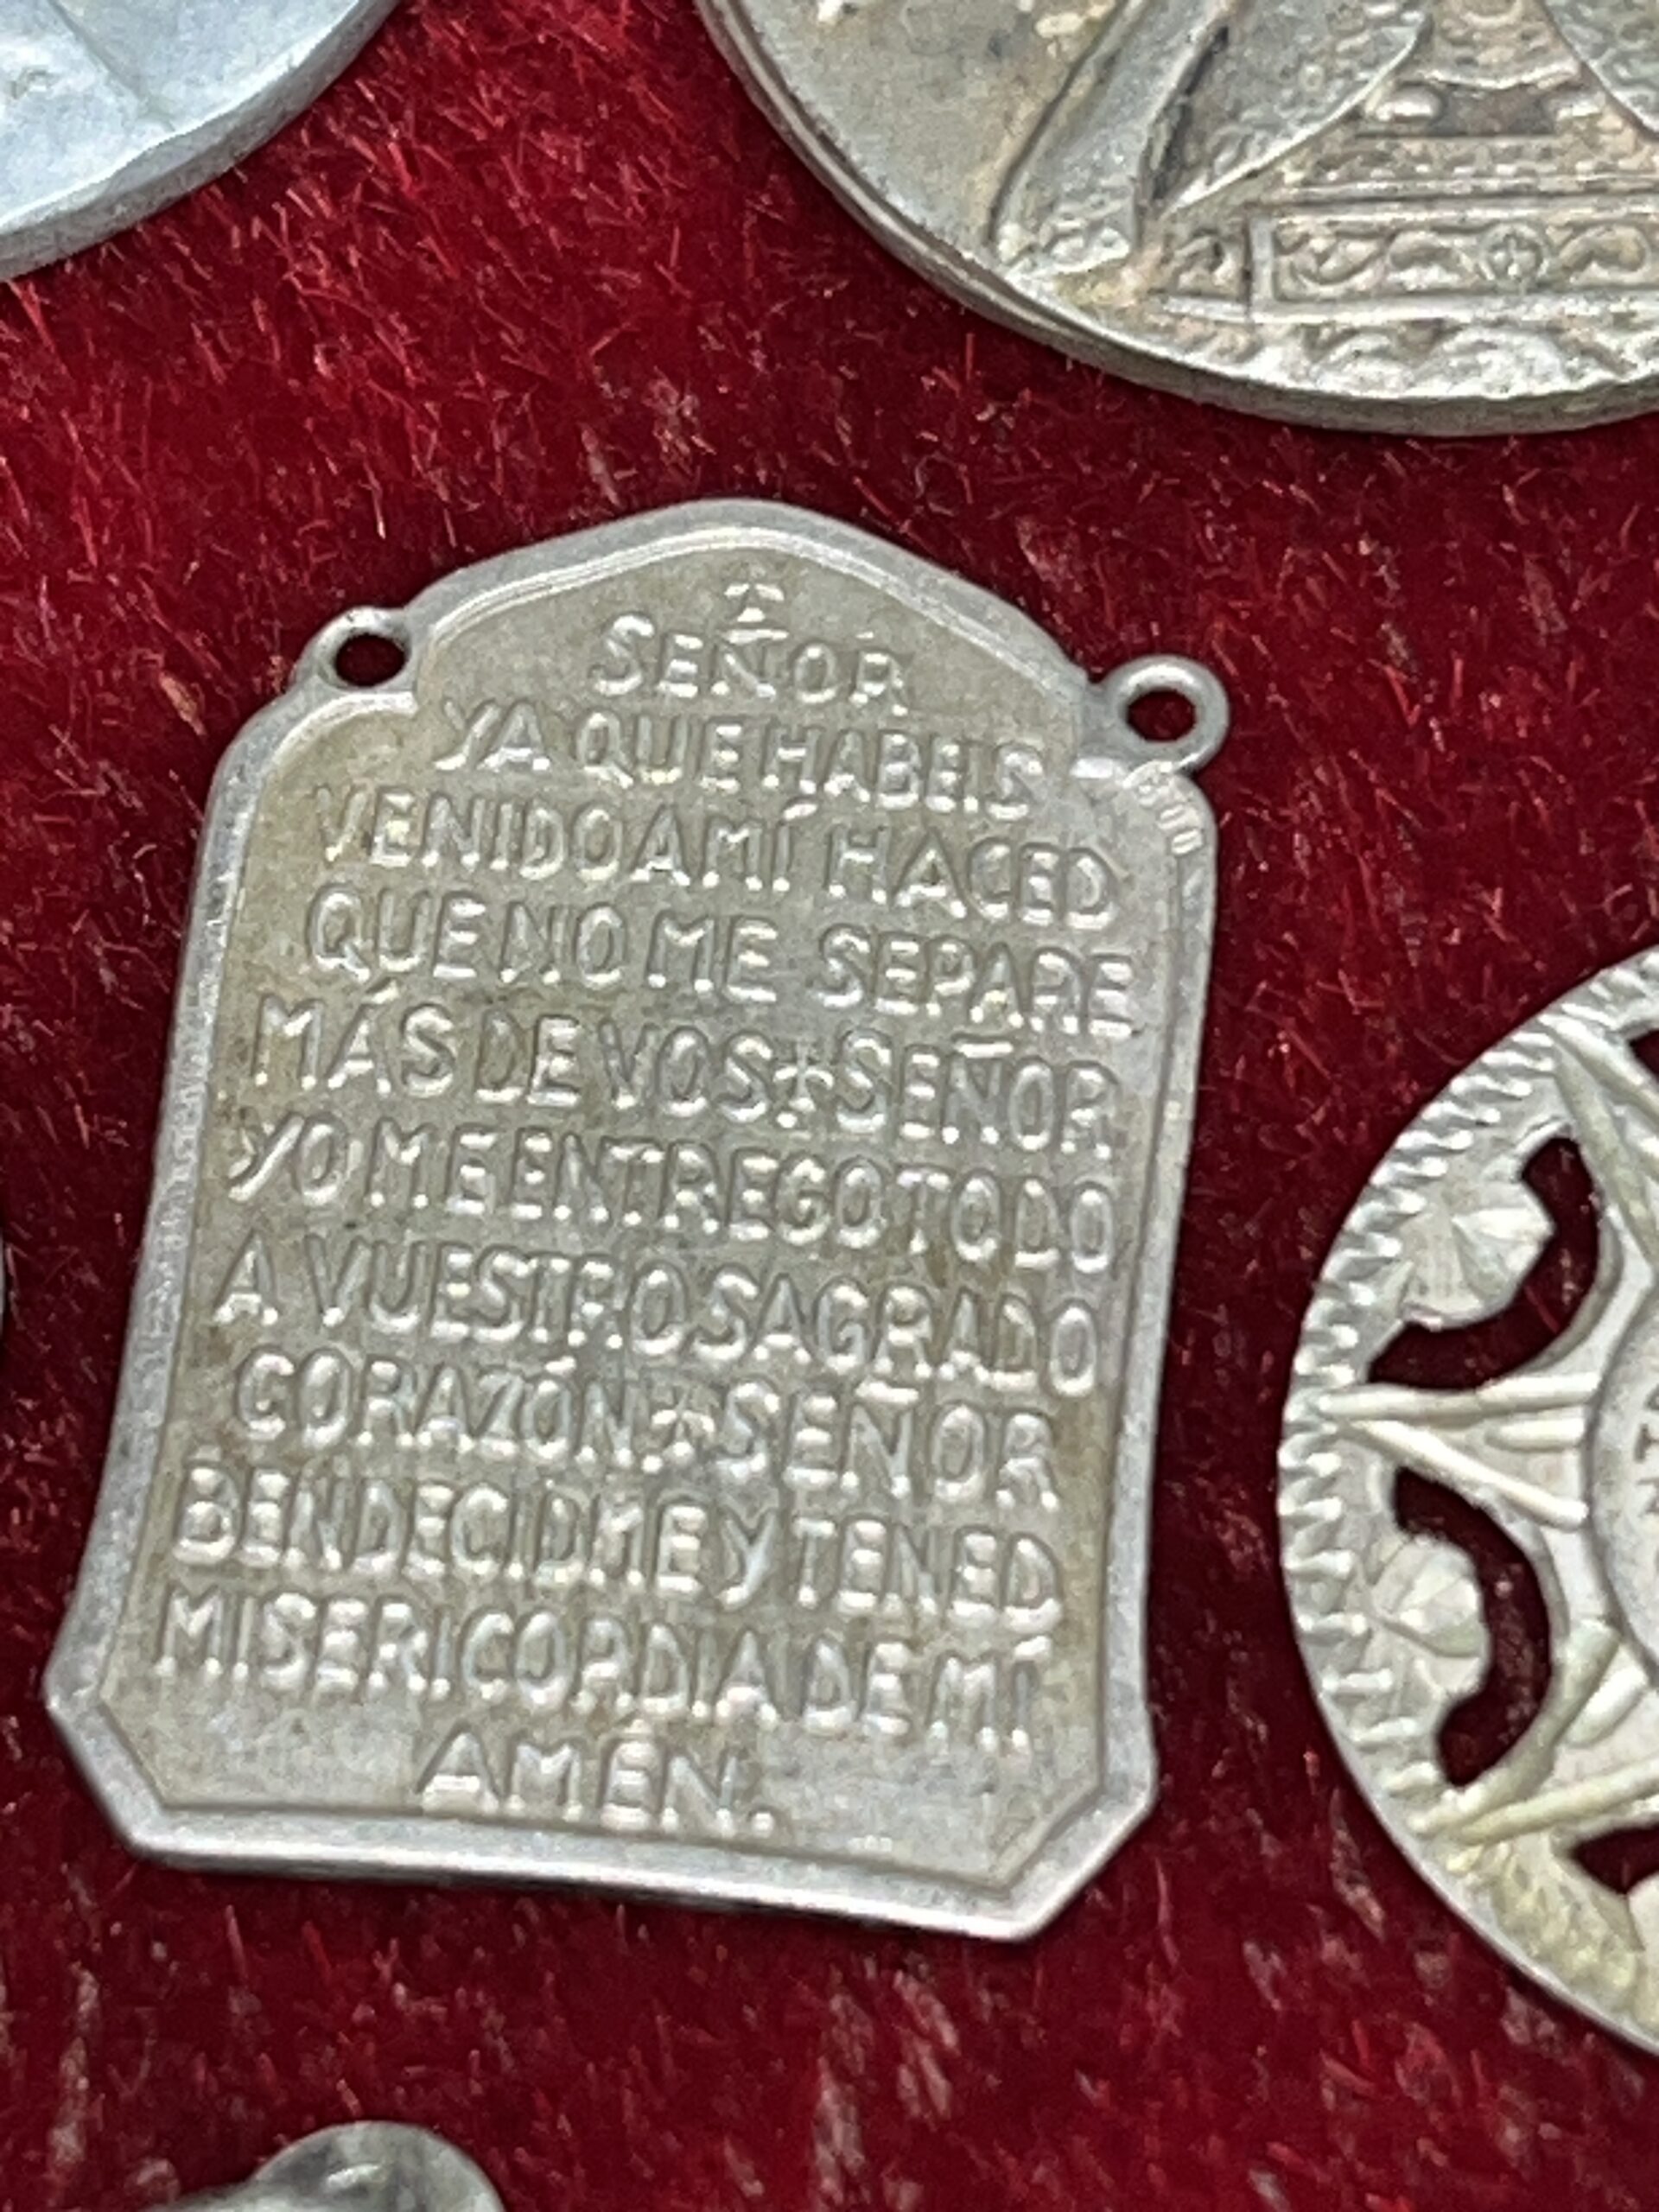 SEÑOR
YA QUE HABEIS
VENIDO A MÍ HACED
QUE NO ME SEPARE
MÁS DE VOS SEÑOR
YO ME ENTREGO TODO
A VUESTRO SAGRADO
CORAZÓN SEÑOR
BENDECIDME Y TENED
MISERICORDIA DE MÍ
AMÉN.